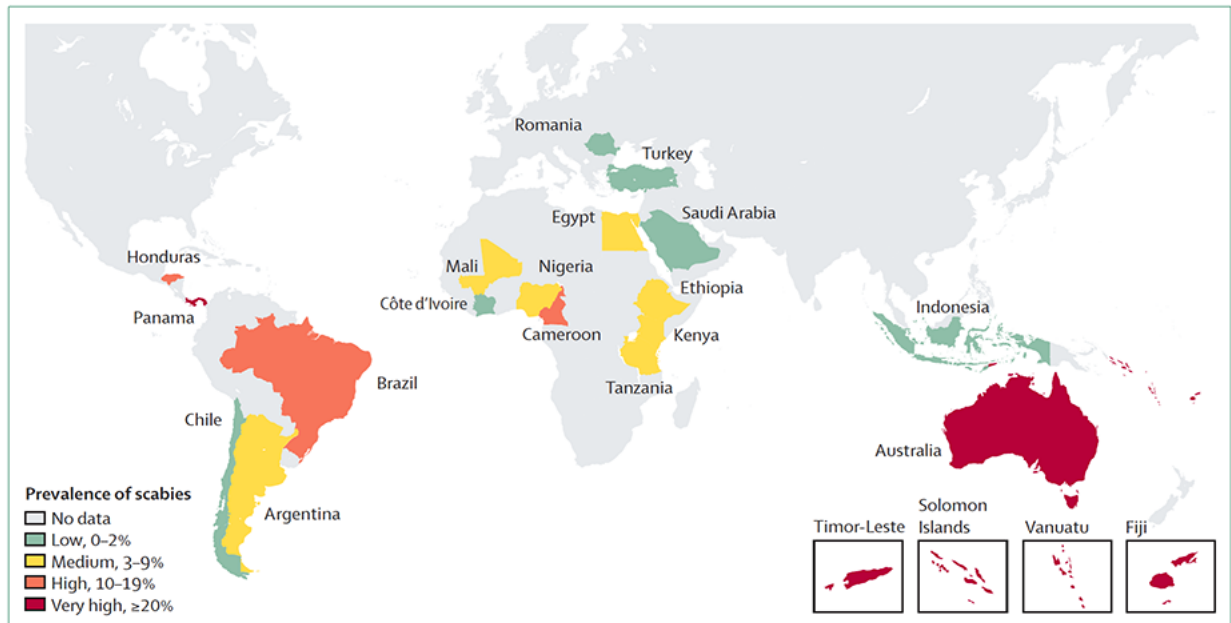 Romania
Turkey
Egypt
Saudi Arabia
Honduras
Mali
Nigeria
Ethiopia
Côte d'Ivoire
Panama
Indonesia
Cameroon
Kenya
Brazil
Tanzania
Chile
Australia
Prevalence of scabies
No data
Low, 0–2%
Medium, 3–9%
High, 10–19%
Very high, ≥20%
Argentina
Timor-Leste
Solomon
Islands
Vanuatu
Fiji